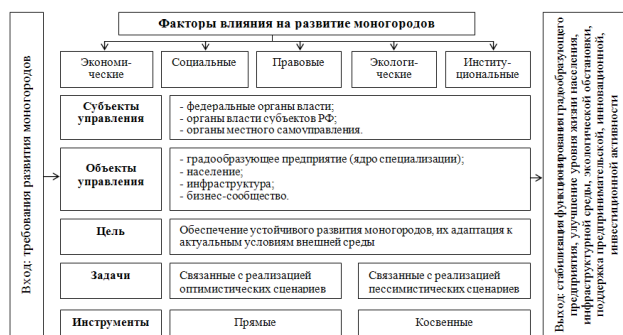 Факторы влияния на развитие моногородов
Экономи-
ческие
Социальные
Правовые
Экологи-
ческие
Институ-
циональные
Вход: требования развития моногородов
Субъекты
управления
- федеральные органы власти;
- органы власти субъектов РФ;
- органы местного самоуправления.
Объекты
управления
- градообразующее предприятие (ядро специализации);
- население;
- инфраструктура;
- бизнес-сообщество.
Цель
Обеспечение устойчивого развития моногородов, их адаптация к
актуальным условиям внешней среды
Задачи
Связанные с реализацией
оптимистических сценариев
Связанные с реализацией
пессимистических сценариев
Инструменты
Прямые
Косвенные
Выход: стабилизация функционирования градообразующего
предприятия, улучшение уровня жизни населения,
инфраструктурной среды, экологической обстановки,
поддержка предпринимательской, инновационной,
инвестиционной активности